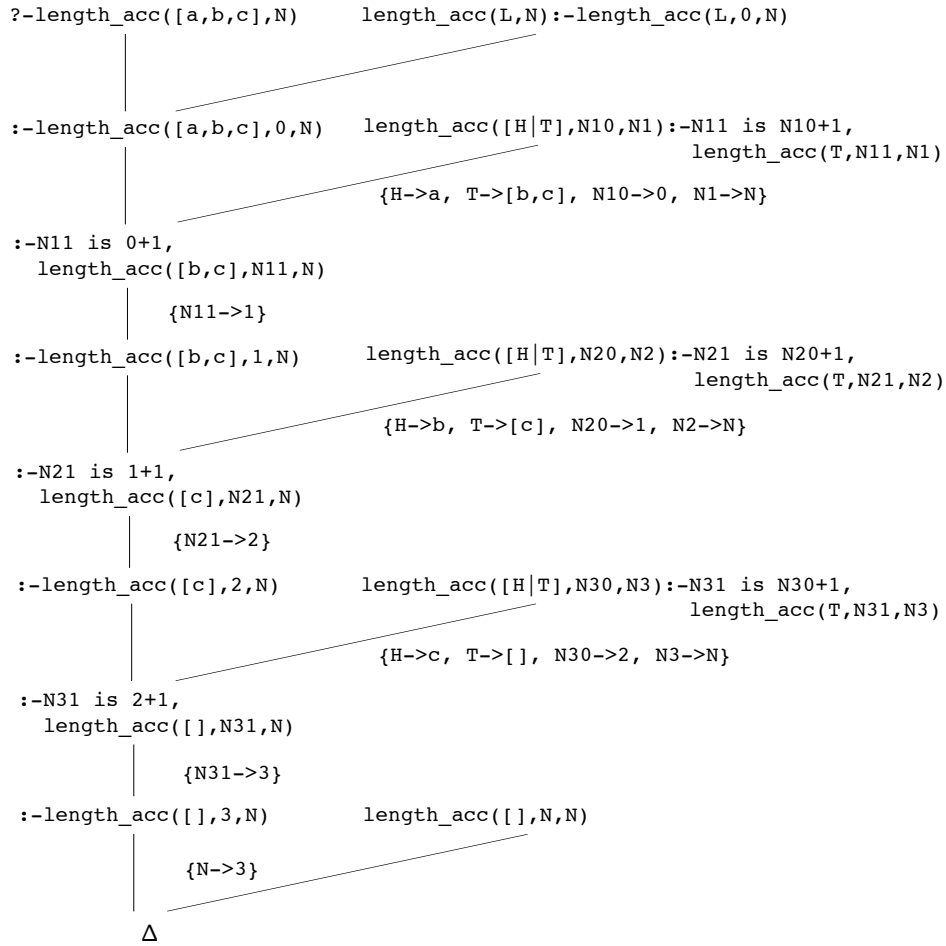 ?-length_acc([a,b,c],N) length_acc(L,N):-length_acc(L,0,N)
:-length_acc([a,b,c],0,N) length_acc([H|T],N10,N1):-N11 is N10+1,
length_acc(T,N11,N1)
{H->a, T->[b,c], N10->0, N1->N}
:-N11 is 0+1,
length_acc([b,c],N11,N)
{N11->1}
:-length_acc([b,c],1,N) length_acc([H|T],N20,N2):-N21 is N20+1,
length_acc(T,N21,N2)
{H->b, T->[c], N20->1, N2->N}
:-N21 is 1+1,
length_acc([c],N21,N)
{N21->2}
:-length_acc([c],2,N) length_acc([H|T],N30,N3):-N31 is N30+1,
length_acc(T,N31,N3)
{H->c, T->[], N30->2, N3->N}
:-N31 is 2+1,
length_acc([],N31,N)
{N31->3}
:-length_acc([],3,N) length_acc([],N,N)
{N->3}
Δ